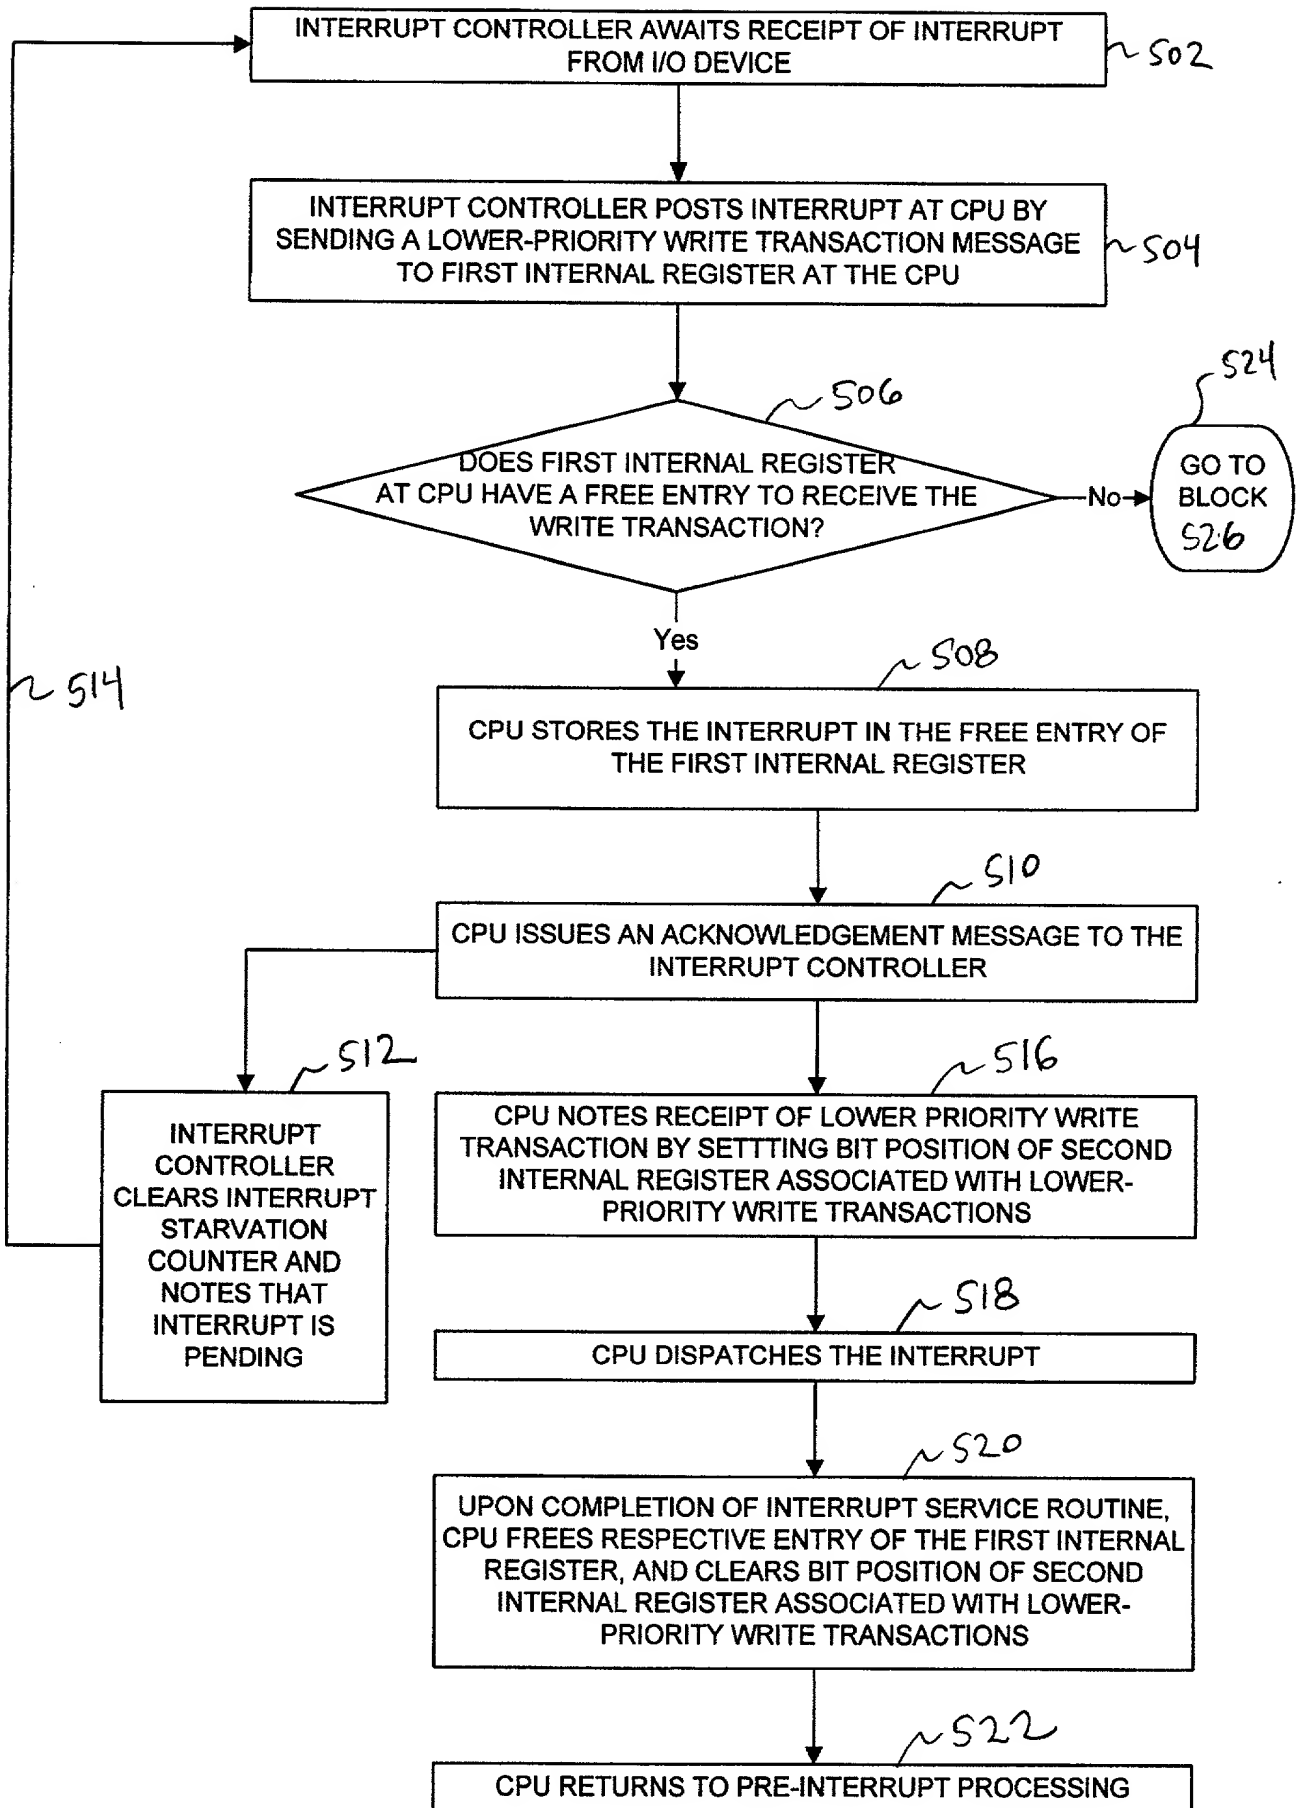 INTERRUPT CONTROLLER AWAITS RECEIPT OF INTERRUPT
FROM I/O DEVICE
502
INTERRUPT CONTROLLER POSTS INTERRUPT AT CPU BY
SENDING A LOWER-PRIORITY WRITE TRANSACTION MESSAGE
TO FIRST INTERNAL REGISTER AT THE CPU
504
506
DOES FIRST INTERNAL REGISTER
AT CPU HAVE A FREE ENTRY TO RECEIVE THE
WRITE TRANSACTION?
No
524
GO TO
BLOCK
526
Yes
508
CPU STORES THE INTERRUPT IN THE FREE ENTRY OF
THE FIRST INTERNAL REGISTER
514
510
CPU ISSUES AN ACKNOWLEDGEMENT MESSAGE TO THE
INTERRUPT CONTROLLER
512
INTERRUPT
CONTROLLER
CLEARS INTERRUPT
STARVATION
COUNTER AND
NOTES THAT
INTERRUPT IS
PENDING
516
CPU NOTES RECEIPT OF LOWER PRIORITY WRITE
TRANSACTION BY SETTTING BIT POSITION OF SECOND
INTERNAL REGISTER ASSOCIATED WITH LOWER-
PRIORITY WRITE TRANSACTIONS
518
CPU DISPATCHES THE INTERRUPT
520
UPON COMPLETION OF INTERRUPT SERVICE ROUTINE,
CPU FREES RESPECTIVE ENTRY OF THE FIRST INTERNAL
REGISTER, AND CLEARS BIT POSITION OF SECOND
INTERNAL REGISTER ASSOCIATED WITH LOWER-
PRIORITY WRITE TRANSACTIONS
522
CPU RETURNS TO PRE-INTERRUPT PROCESSING